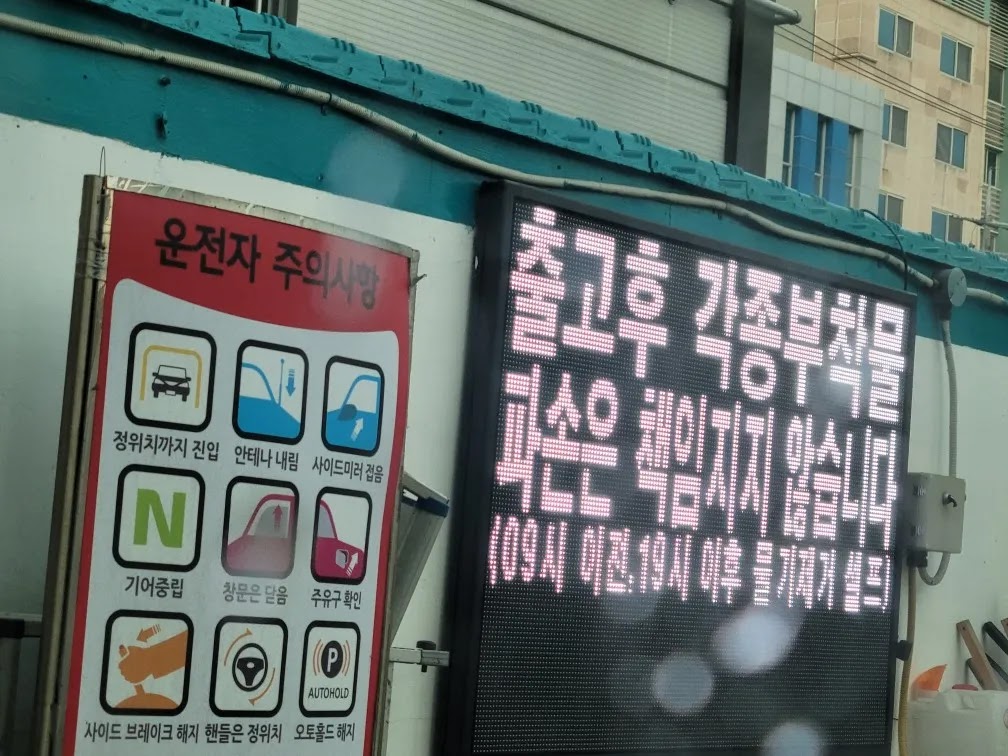 운전자 주의사항
정위치까지 진입
안테나 내림
사이드미러 접음
N
기어중립
창문은 닫음
주유구 확인
P
AUTOHOLD
사이드 브레이크 해지
핸들은 정위치
오토홀드 해지
출고후 각종부착물
파손은 책임지지 않습니다
(09시 이전.19시 이후 물기제거 셀프)